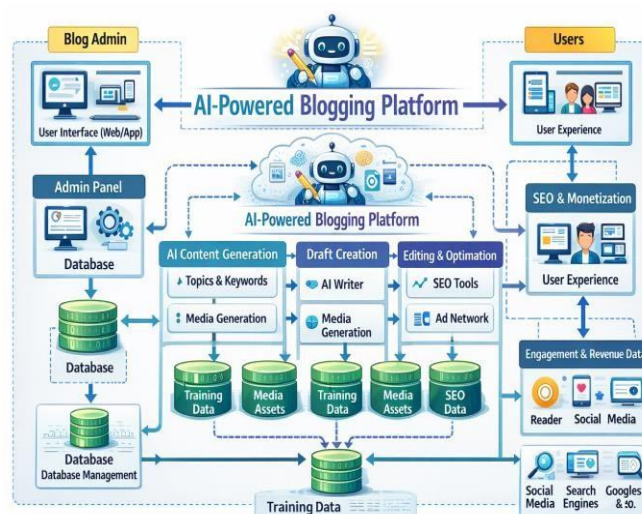 Blog Admin
Users
AI-Powered Blogging Platform
User Interface (Web/App)
User Experience
Admin Panel
Database
AI-Powered Blogging Platform
SEO & Monetization
User Experience
AI Content Generation
Draft Creation
Editing & Optimation
Topics & Keywords
AI Writer
SEO Tools
Media Generation
Media
Generation
Ad Network
Database
Engagement & Revenue Data
Reader
Social
Media
Training
Data
Media
Assets
Training
Data
Media
Assets
SEO
Data
Database
Database Management
Training Data
Social
Media
Search
Engines
Googles